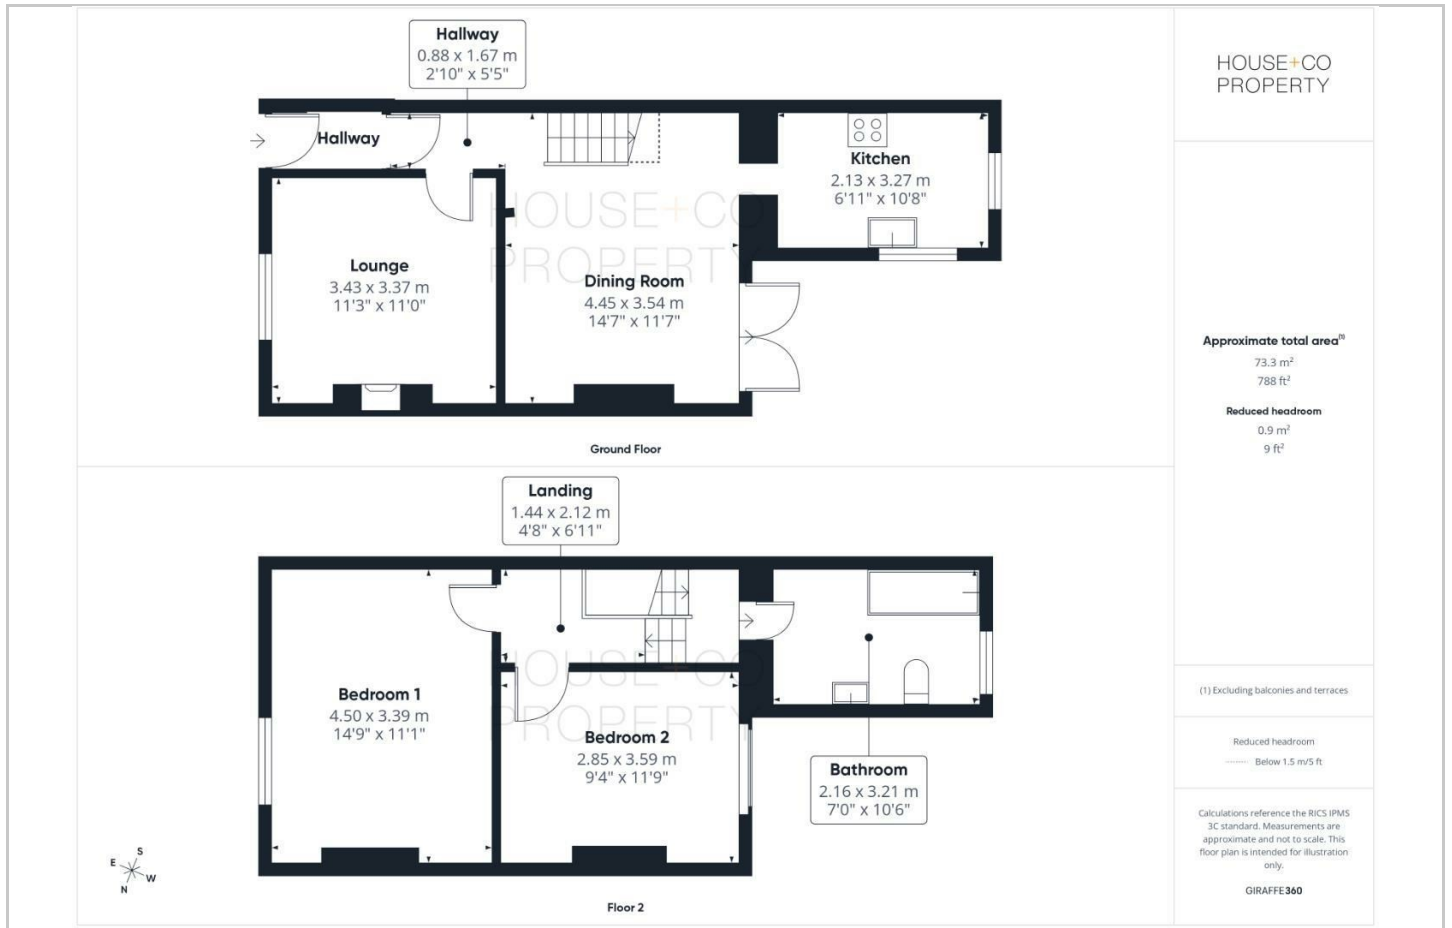 Hallway
0.88 x 1.67 m
2'10" x 5'5"
Hallway
Kitchen
2.13 x 3.27 m
6'11" x 10'8"
Lounge
3.43 x 3.37 m
11'3" x 11'0"
Dining Room
4.45 x 3.54 m
14'7" x 11'7"
HOUSE+CO
PROPERTY
Ground Floor
Landing
1.44 x 2.12 m
4'8" x 6'11"
Bedroom 1
4.50 x 3.39 m
14'9" x 11'1"
Bedroom 2
2.85 x 3.59 m
9'4" x 11'9"
Bathroom
2.16 x 3.21 m
7'0" x 10'6"
HOUSE+CO
PROPERTY
S
E
W
N
Floor 2
HOUSE+CO
PROPERTY
Approximate total area(1)
73.3 m²
788 ft²
Reduced headroom
0.9 m²
9 ft²
(1) Excluding balconies and terraces
Reduced headroom
Below 1.5 m/5 ft
Calculations reference the RICS IPMS
3C standard. Measurements are
approximate and not to scale. This
floor plan is intended for illustration
only.
GIRAFFE360